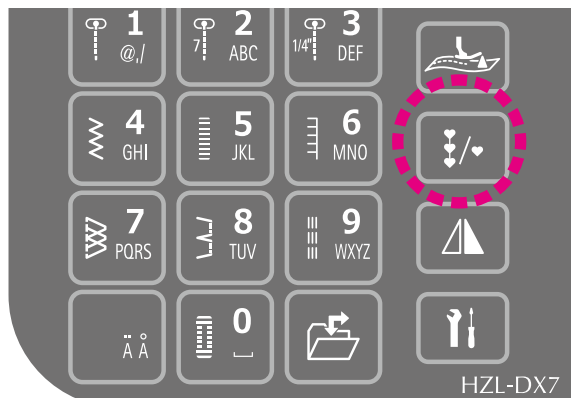 1 2 3
@,/ 7 ABC 1/4" DEF
4 5 6
GHI JKL MNO
7 8 9
PQRS TUV WXYZ
Ä Å 0
HZL-DX7